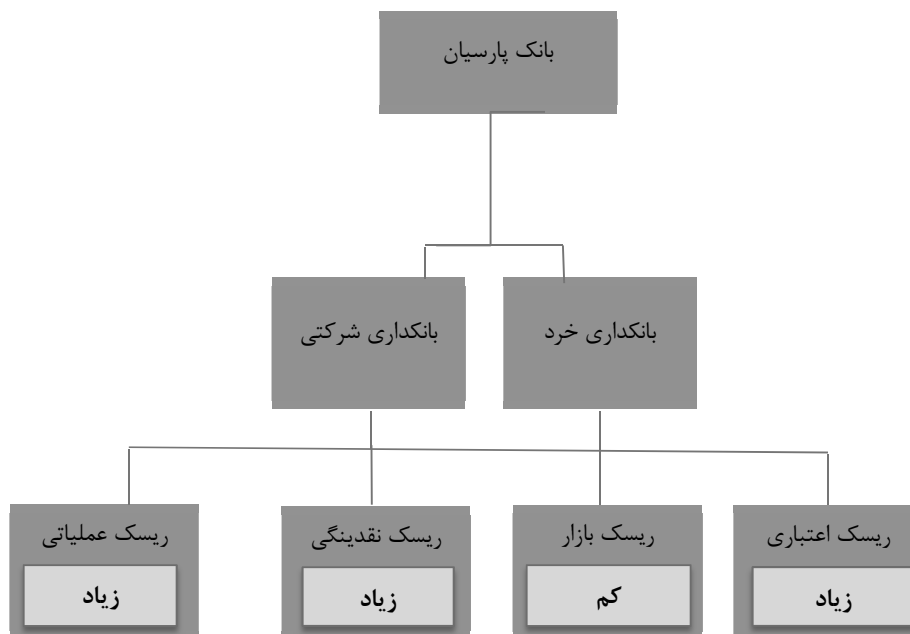 بانک پارسیان
بانکداری خرد
بانکداری شرکتی
ریسک اعتباری
زیاد
ریسک بازار
کم
ریسک نقدینگی
زیاد
ریسک عملیاتی
زیاد